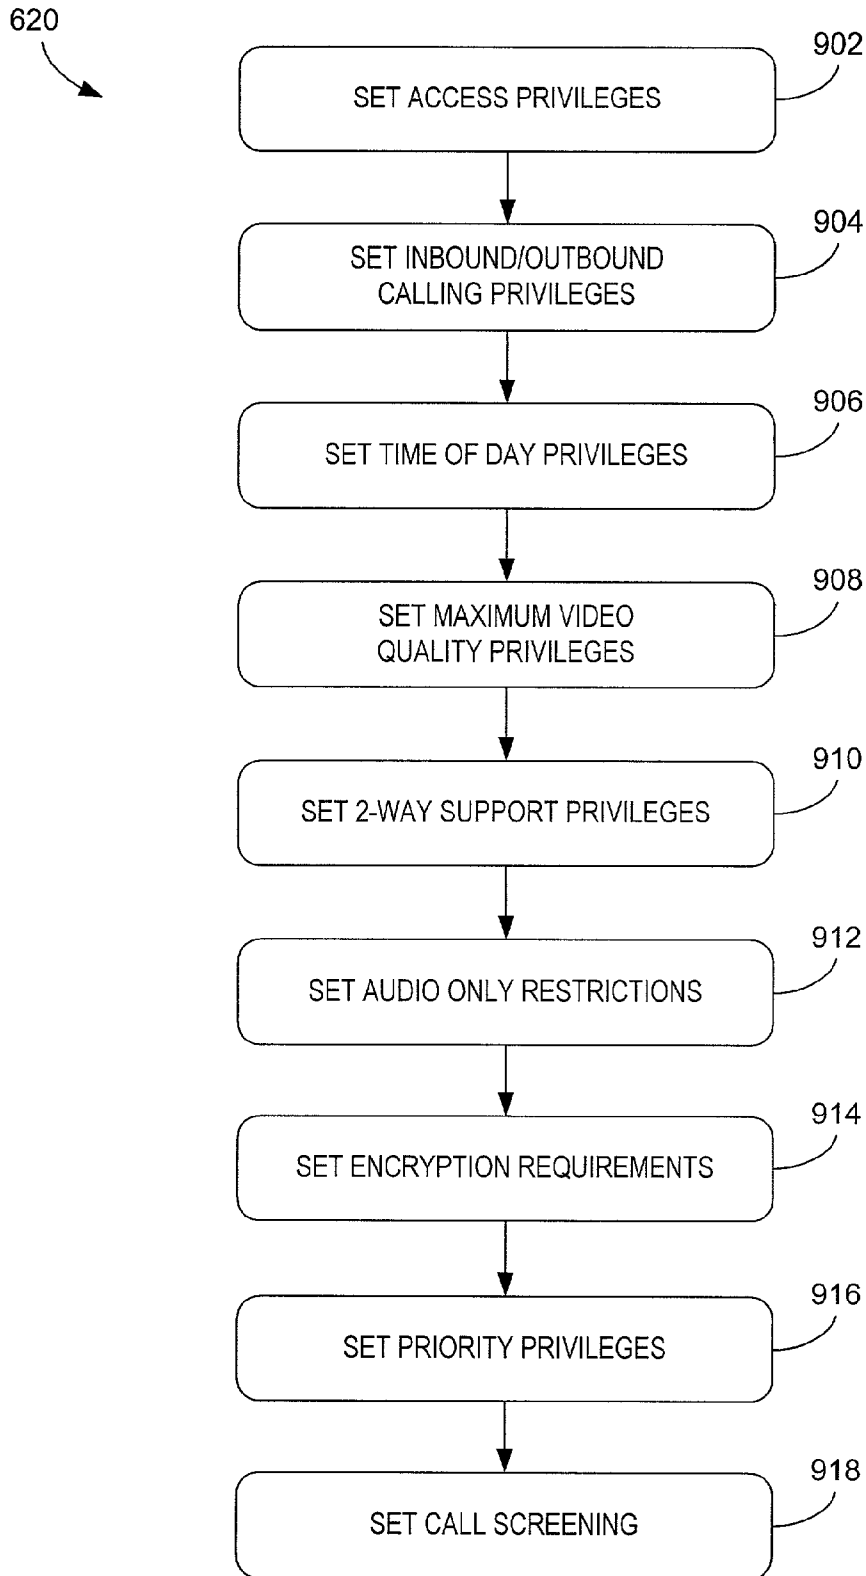 620
902
SET ACCESS PRIVILEGES
904
SET INBOUND/OUTBOUND
CALLING PRIVILEGES
906
SET TIME OF DAY PRIVILEGES
908
SET MAXIMUM VIDEO
QUALITY PRIVILEGES
910
SET 2-WAY SUPPORT PRIVILEGES
912
SET AUDIO ONLY RESTRICTIONS
914
SET ENCRYPTION REQUIREMENTS
916
SET PRIORITY PRIVILEGES
918
SET CALL SCREENING